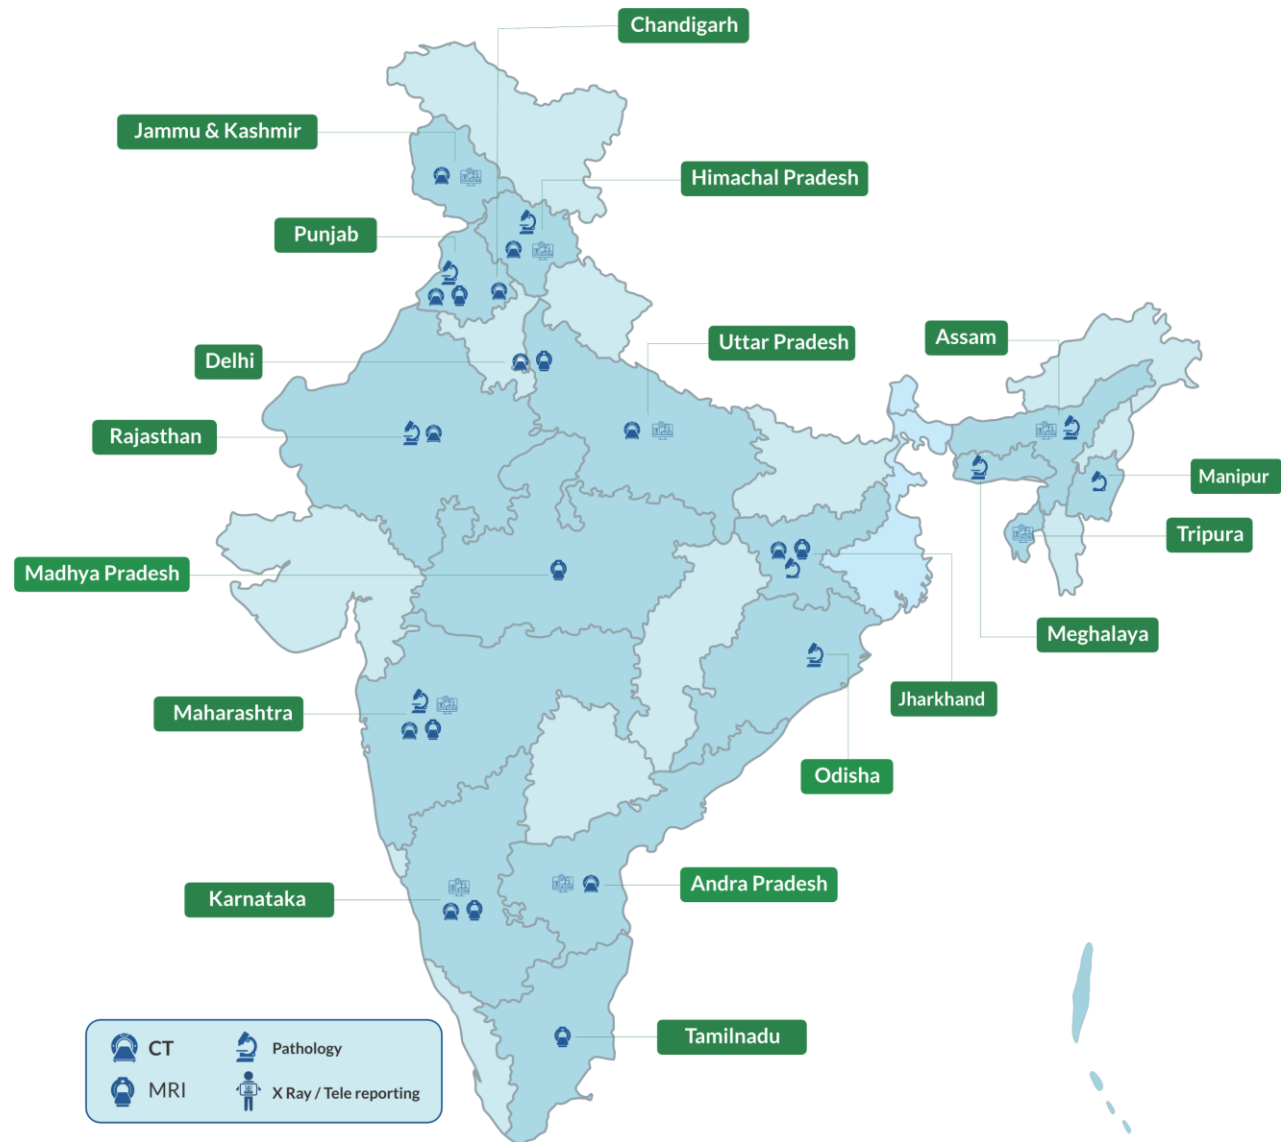 Chandigarh
Jammu & Kashmir
Himachal Pradesh
Punjab
Assam
Uttar Pradesh
Delhi
Rajasthan
Manipur
Tripura
Madhya Pradesh
Meghalaya
Jharkhand
Maharashtra
Odisha
Andra Pradesh
Karnataka
Tamilnadu
CT
Pathology
MRI
X Ray / Tele reporting